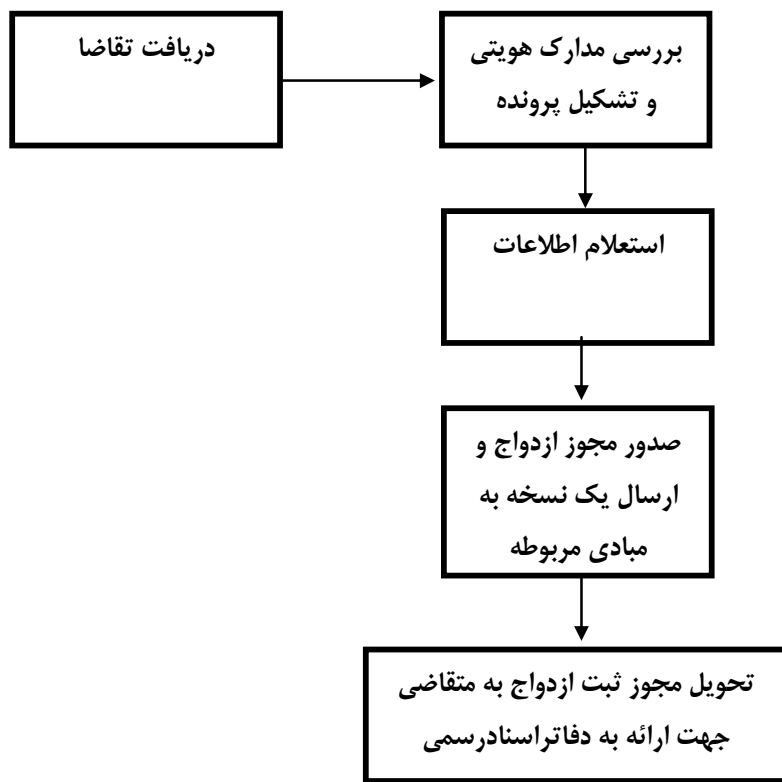 دریافت تقاضا
بررسی مدارک هویتی
و تشکیل پرونده
استعلام اطلاعات
صدور مجوز ازدواج و
ارسال یک نسخه به
مبادی مربوطه
تحویل مجوز ثبت ازدواج به متقاضی
جهت ارائه به دفاتراسنادرسمی